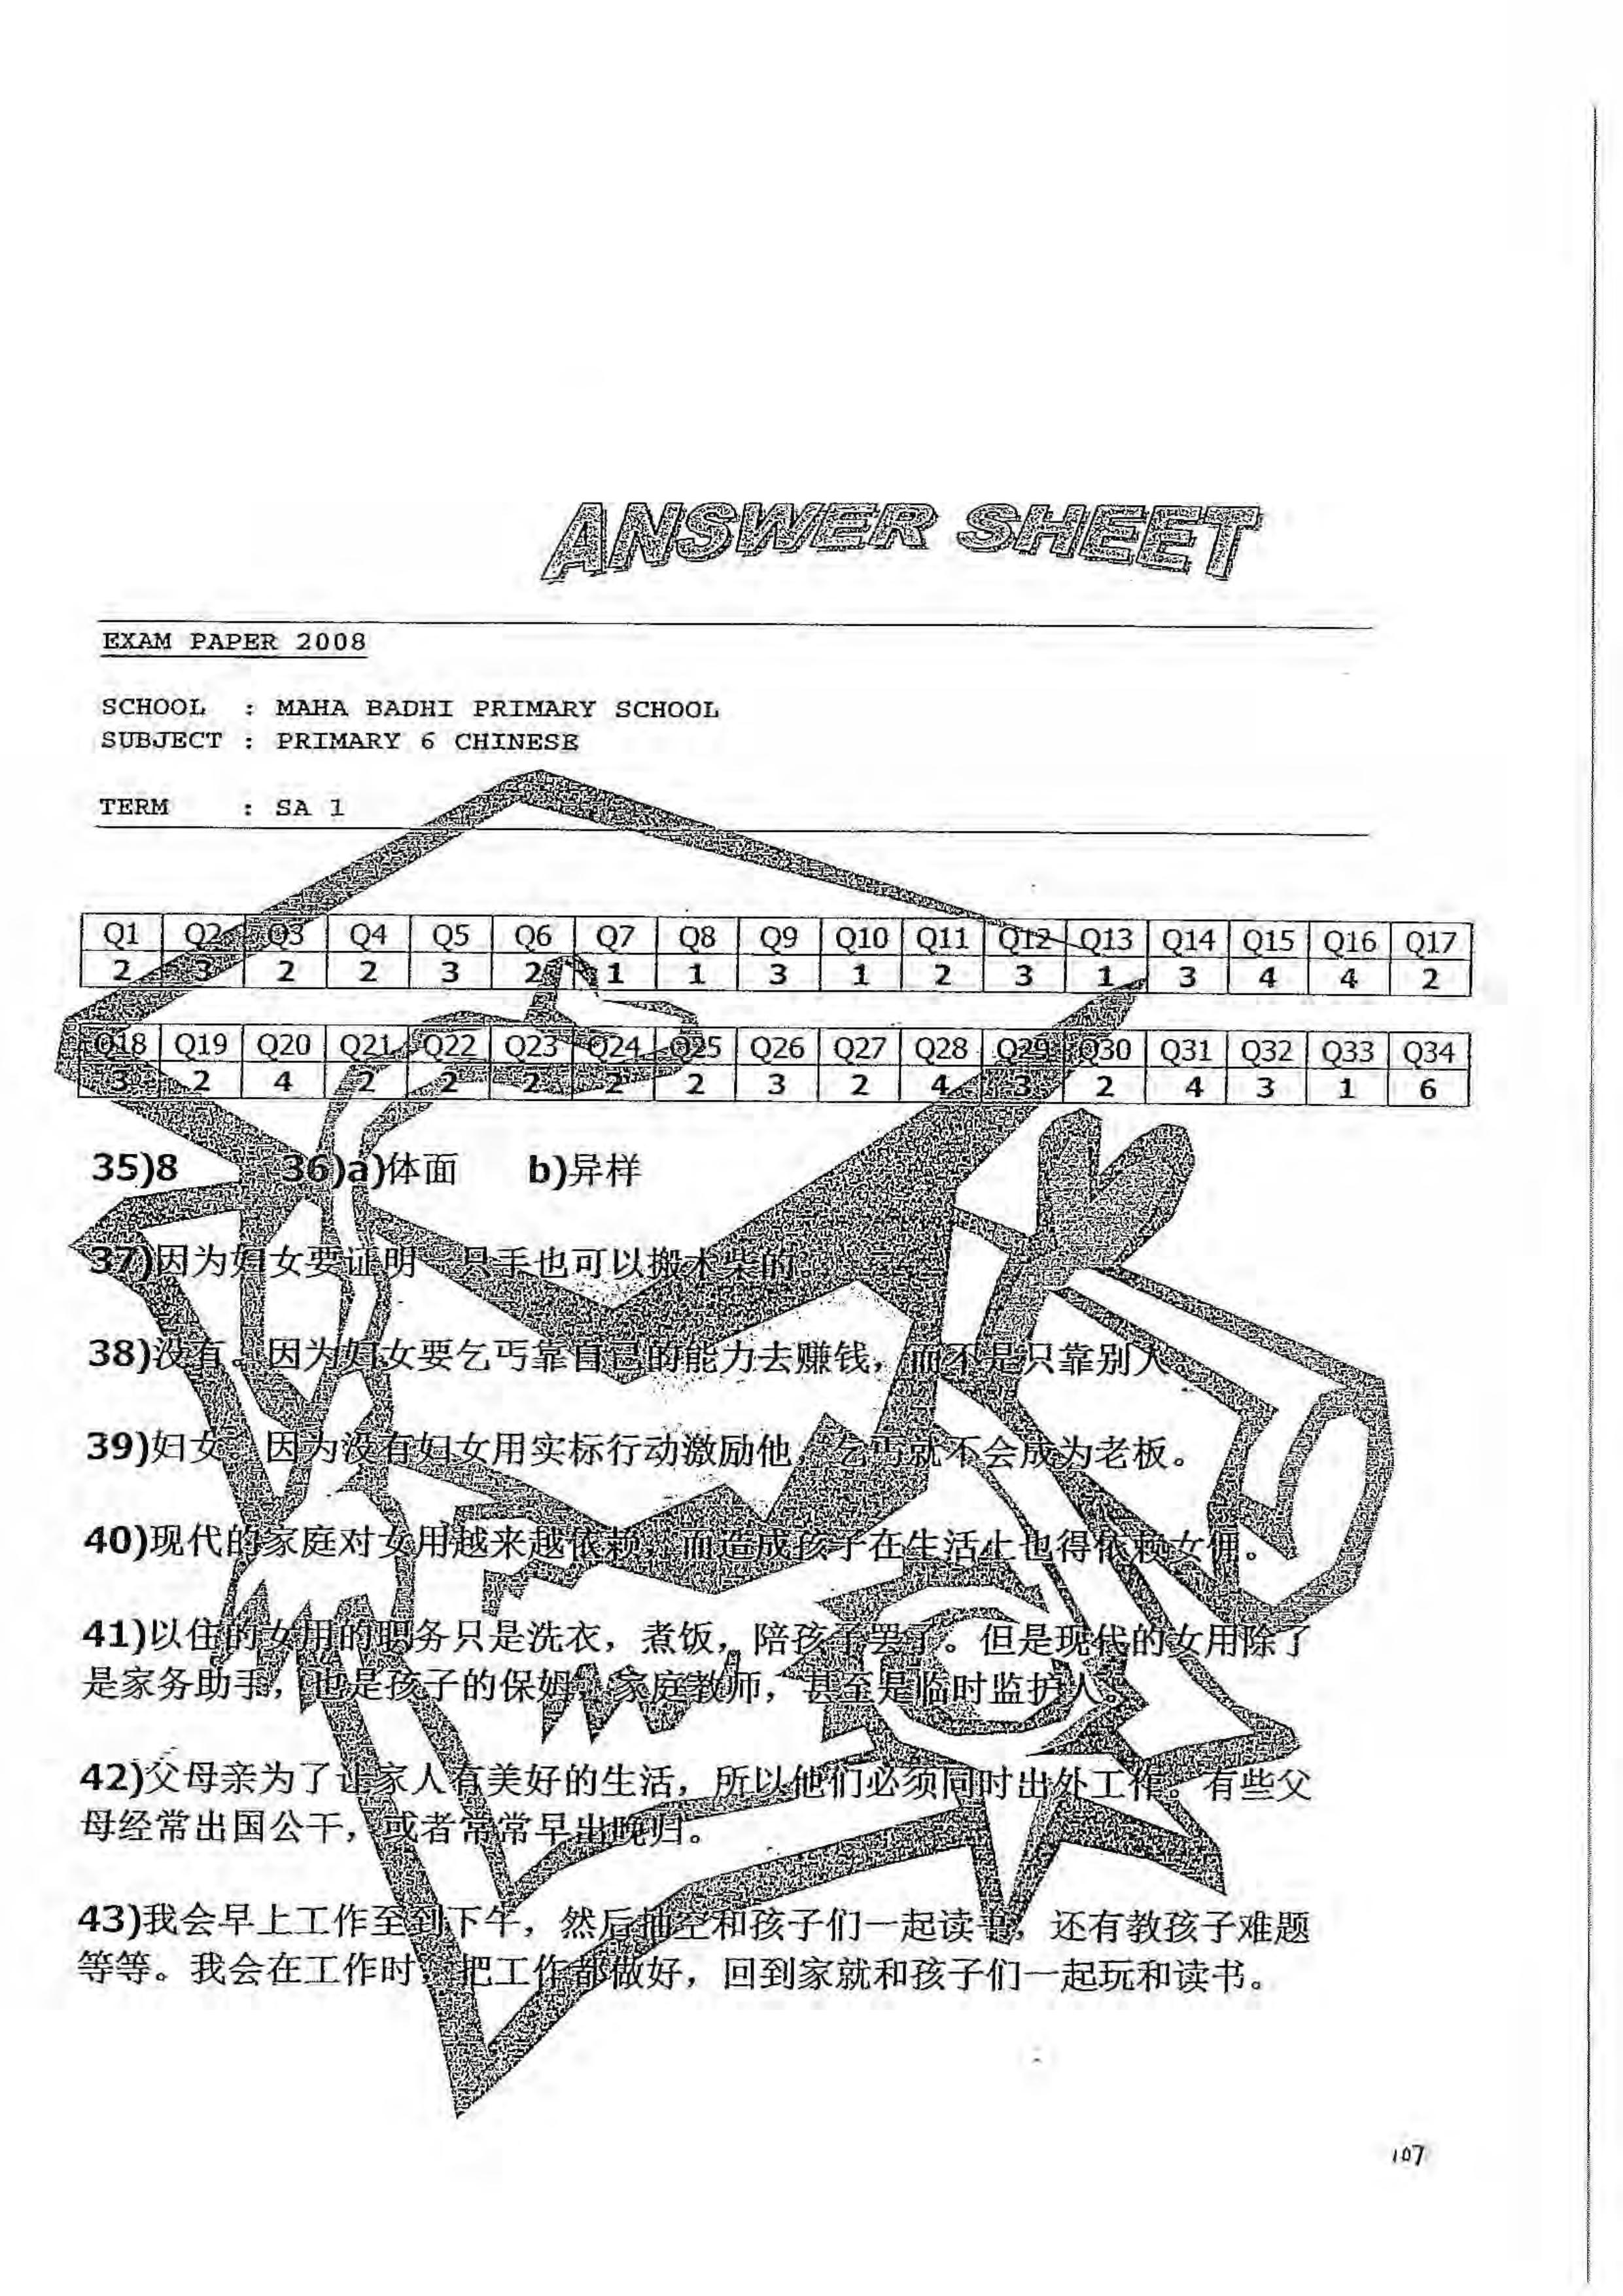 ANSWER SHEET
EXAM PAPER 2008
SCHOOL : MAHA BADHI PRIMARY SCHOOL
SUBJECT : PRIMARY 6 CHINESE
TERM : SA 1
Q1 Q2 Q3 Q4 Q5 Q6 Q7 Q8 Q9 Q10 Q11 Q12 Q13 Q14 Q15 Q16 Q17
2 3 2 2 3 2 1 1 3 1 2 3 1 3 4 4 2
Q18 Q19 Q20 Q21 Q22 Q23 Q24 Q25 Q26 Q27 Q28 Q29 Q30 Q31 Q32 Q33 Q34
3 2 4 2 2 2 2 2 3 2 4 3 2 4 3 1 6
35)8 36)a)体面 b)异样
37)因为妇女要证明一只手也可以搬木柴的。
38)没有。因为妇女要乞丐靠自己的能力去赚钱，而不是只靠别人。
39)妇女。因为没有妇女用实标行动激励他，乞丐就不会成为老板。
40)现代的家庭对女用越来越依赖，而造成孩子在生活上也得依赖女佣。
41)以住的女用的职务只是洗衣，煮饭，陪孩子罢了。但是现代的女用除了
是家务助手，也是孩子的保姆，家庭教师，甚至是临时监护人。
42)父母亲为了让家人有美好的生活，所以他们必须同时出外工作。有些父
母经常出国公干，或者常常早出晚归。
43)我会早上工作至到下午，然后抽空和孩子们一起读书，还有教孩子难题
等等。我会在工作时，把工作都做好，回到家就和孩子们一起玩和读书。
107